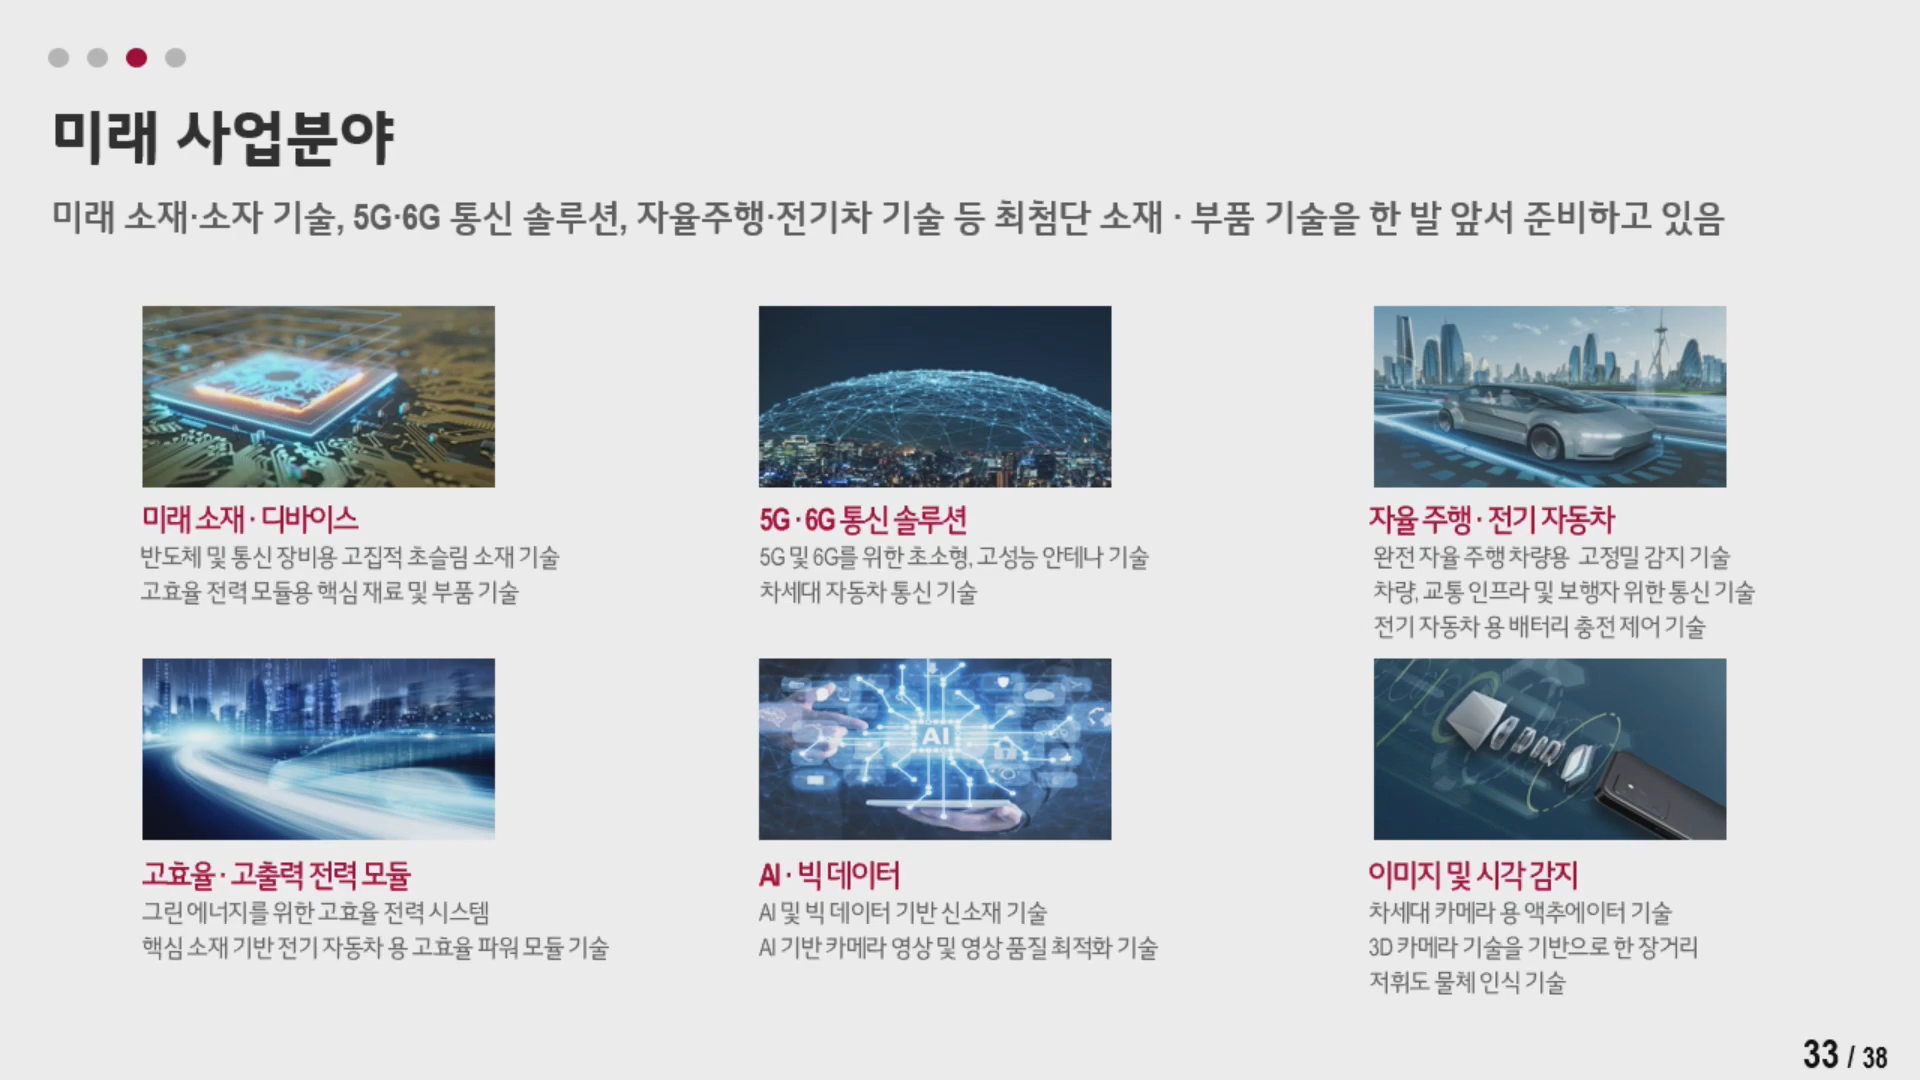 미래 사업분야
미래 소재·소자 기술, 5G·6G 통신 솔루션, 자율주행·전기차 기술 등 최첨단 소재 · 부품 기술을 한 발 앞서 준비하고 있음
미래 소재 · 디바이스
반도체 및 통신 장비용 고집적 초슬림 소재 기술
고효율 전력 모듈용 핵심 재료 및 부품 기술
5G · 6G 통신 솔루션
5G 및 6G를 위한 초소형, 고성능 안테나 기술
차세대 자동차 통신 기술
자율 주행 · 전기 자동차
완전 자율 주행 차량용 고정밀 감지 기술
차량, 교통 인프라 및 보행자 위한 통신 기술
전기 자동차 용 배터리 충전 제어 기술
고효율 · 고출력 전력 모듈
그린 에너지를 위한 고효율 전력 시스템
핵심 소재 기반 전기 자동차 용 고효율 파워 모듈 기술
AI
AI · 빅 데이터
AI 및 빅 데이터 기반 신소재 기술
AI 기반 카메라 영상 및 영상 품질 최적화 기술
이미지 및 시각 감지
차세대 카메라 용 액추에이터 기술
3D 카메라 기술을 기반으로 한 장거리
저휘도 물체 인식 기술
33 / 38